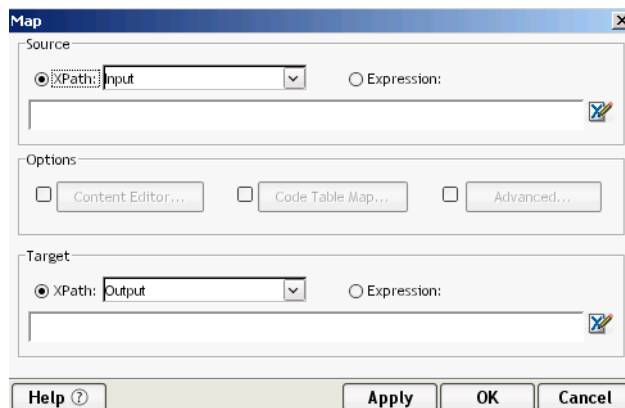 Map
Source
XPath: Input Expression:
Options
Content Editor... Code Table Map... Advanced...
Target
XPath: Output Expression:
Help ? Apply OK Cancel